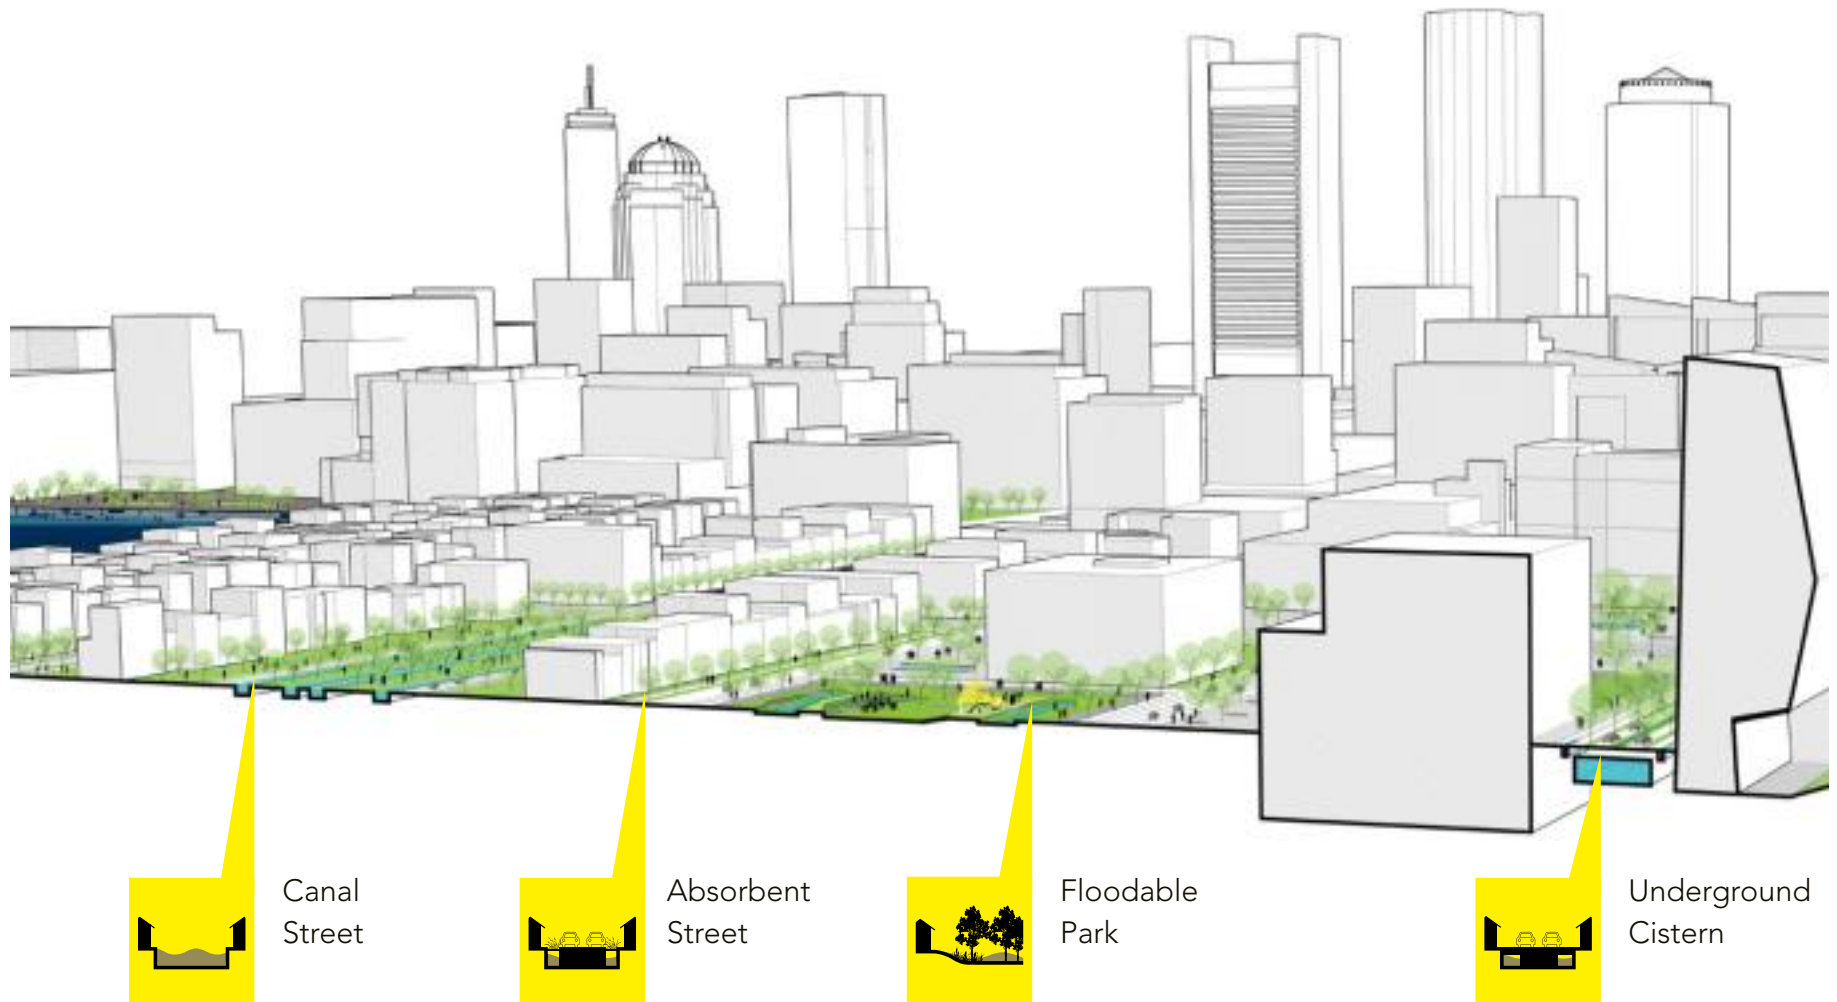 Canal
Street
Absorbent
Street
Floodable
Park
Underground
Cistern